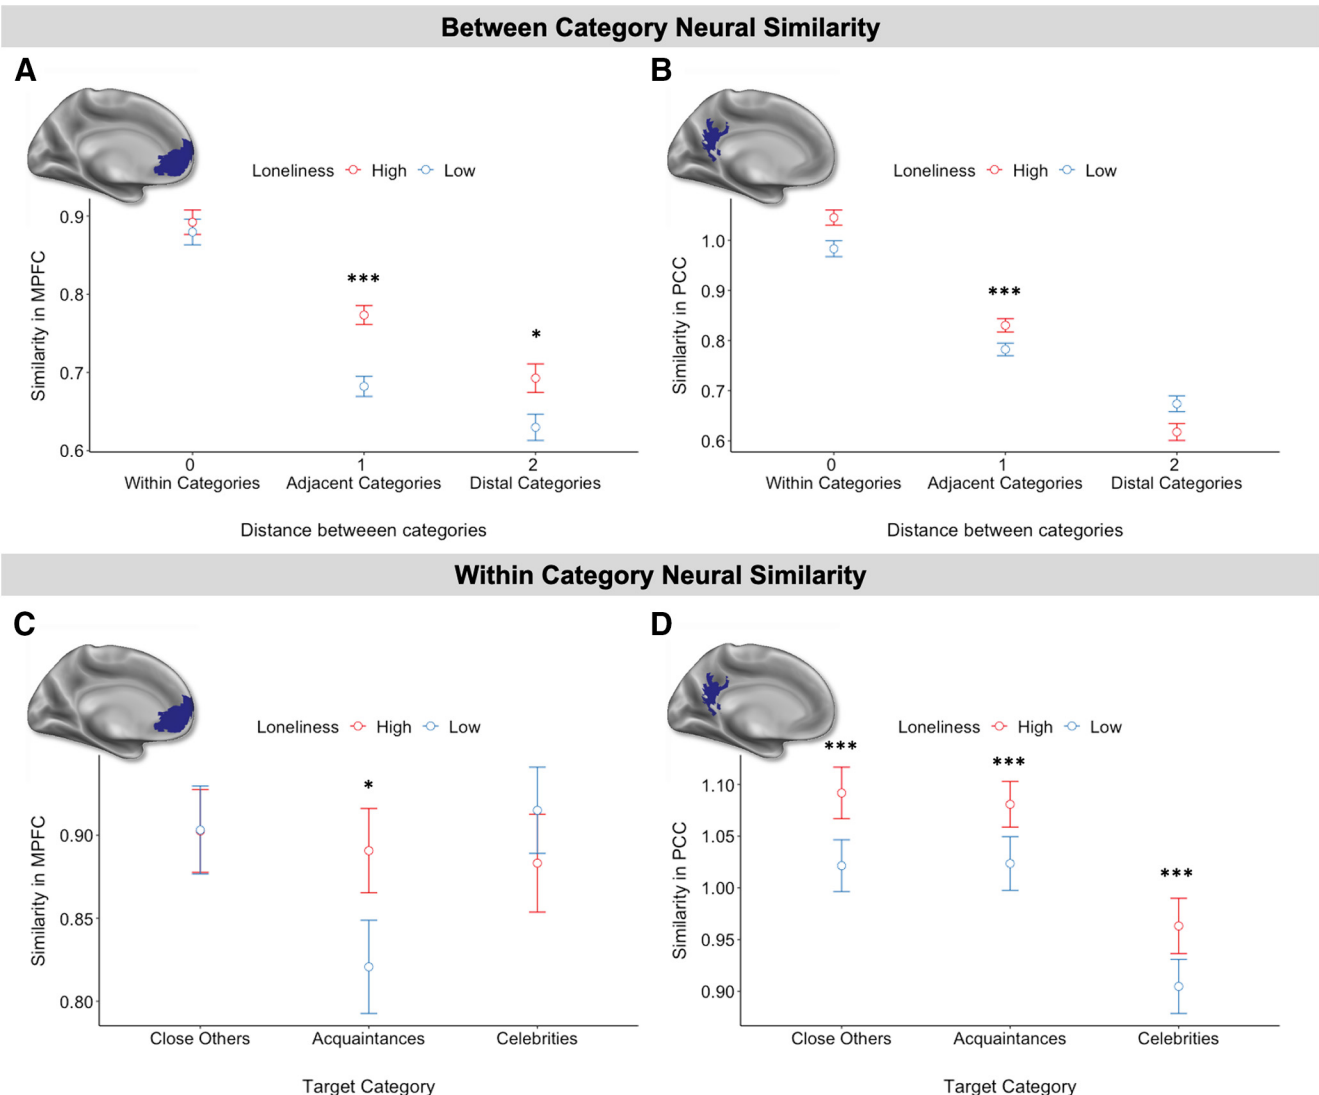 Between Category Neural Similarity
A
Loneliness High Low
Similarity in MPFC
0.9
0.8
0.7
0.6
***
*
0 1 2
Within Categories Adjacent Categories Distal Categories
Distance betweeen categories
B
Loneliness High Low
Similarity in PCC
1.0
0.9
0.8
0.7
0.6
***
0 1 2
Within Categories Adjacent Categories Distal Categories
Distance between categories
Within Category Neural Similarity
C
Loneliness High Low
Similarity in MPFC
0.90
0.85
0.80
*
Close Others Acquaintances Celebrities
Target Category
D
Loneliness High Low
Similarity in PCC
1.10
1.05
1.00
0.95
0.90
***
***
***
Close Others Acquaintances Celebrities
Target Category